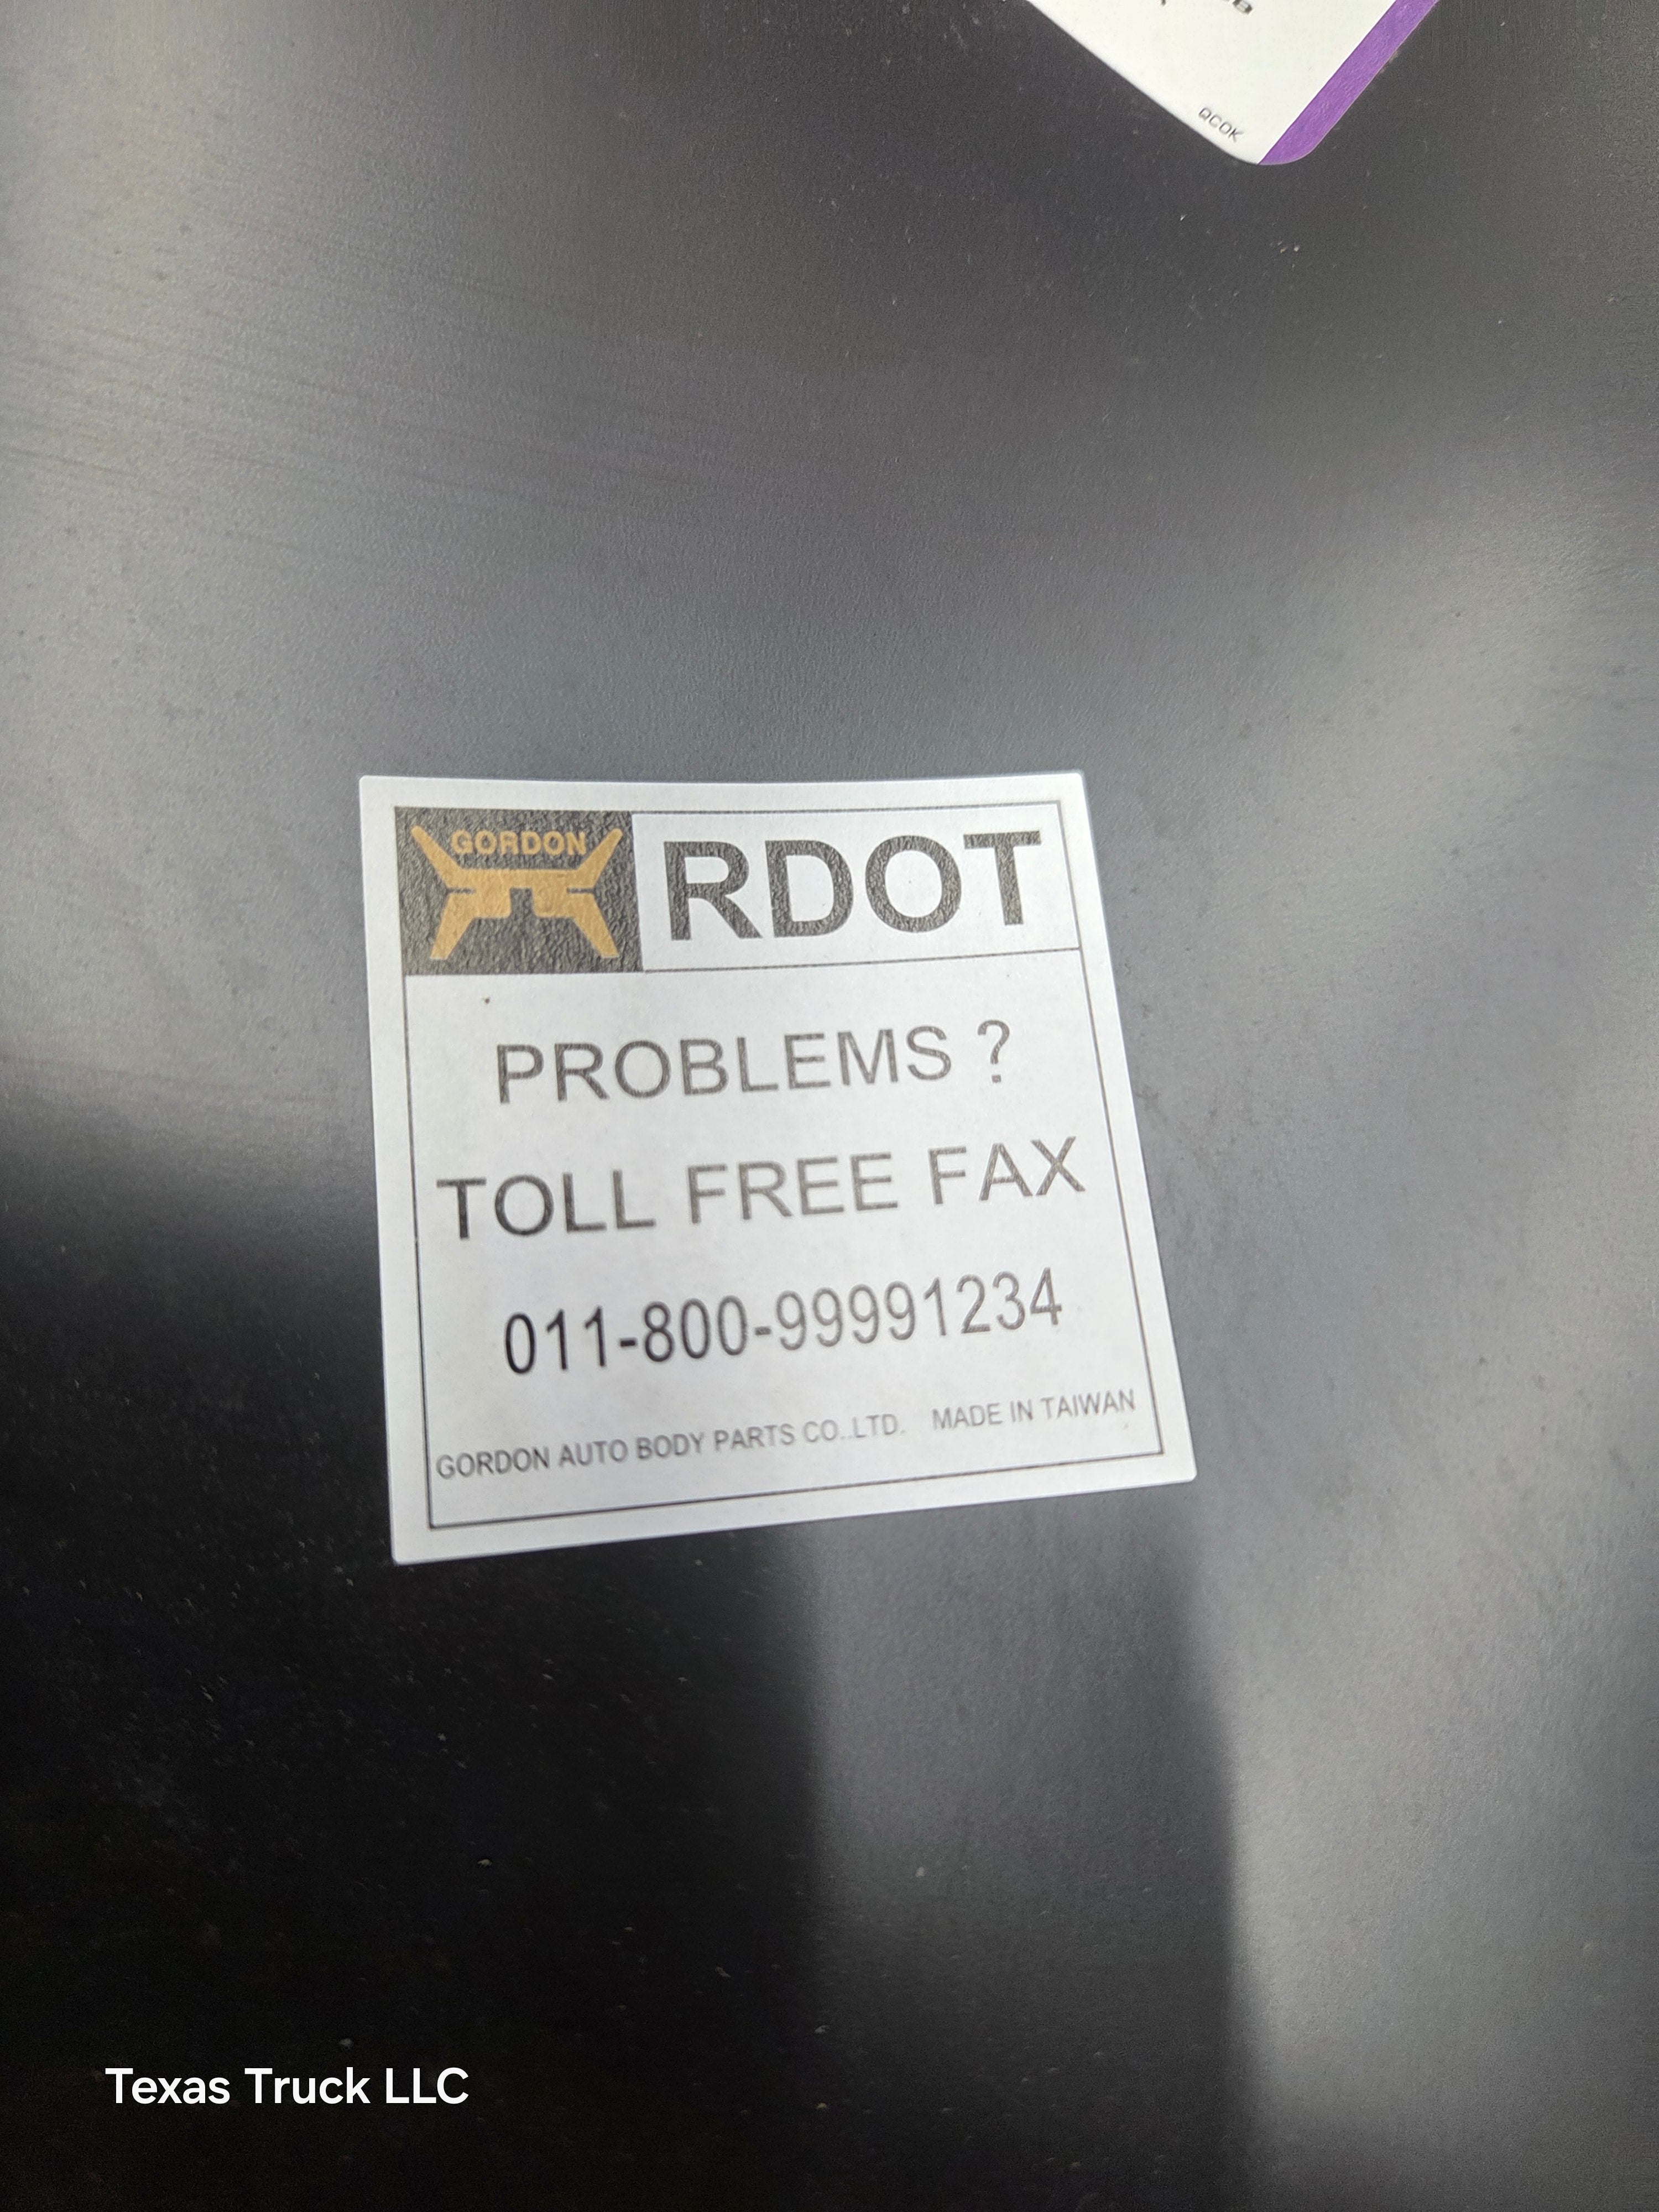 QCOK
GORDON
RDOT
PROBLEMS ?
TOLL FREE FAX
011-800-99991234
GORDON AUTO BODY PARTS CO.,LTD. MADE IN TAIWAN
Texas Truck LLC